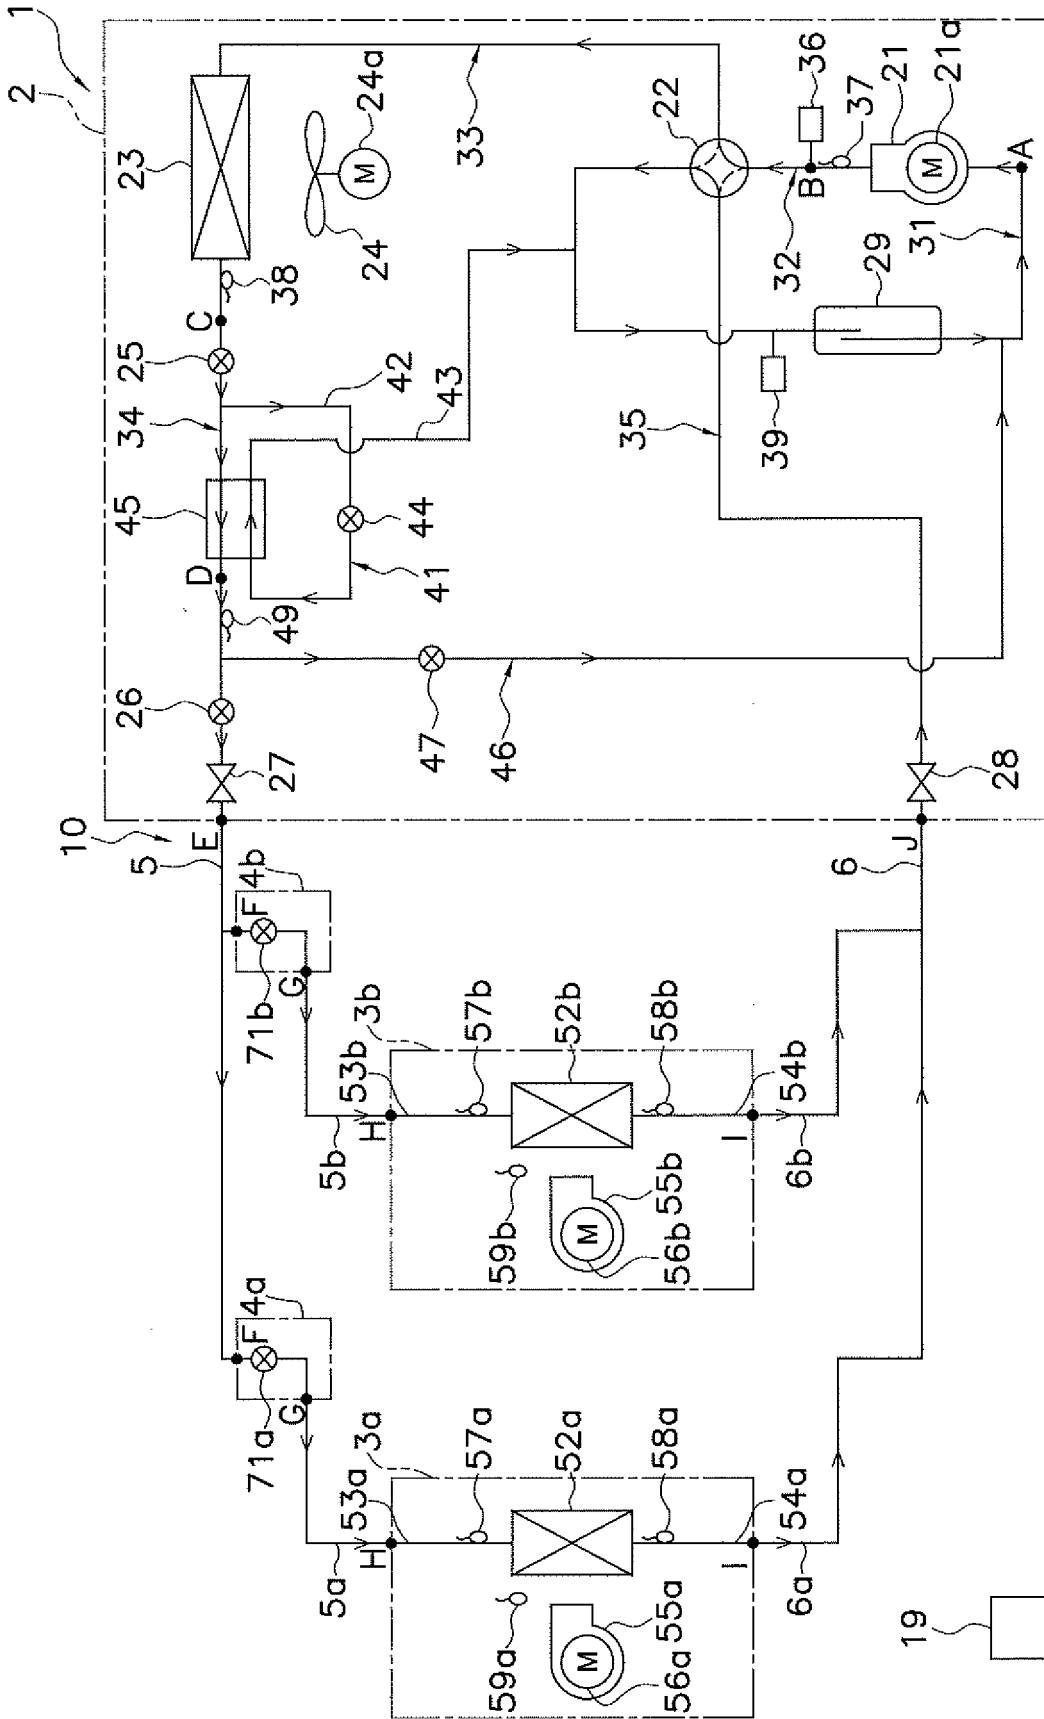 1
2
10
5
26
45
34
25
23
E
D
C
49
38
27
4a
4b
F
F
71a
71b
G
G
5a
5b
H
H
53a
53b
3a
3b
57a
57b
59a
59b
52a
52b
56a
56b
M
M
55a
55b
58a
58b
I
I
54a
54b
6a
6b
6
J
28
19
42
43
44
41
47
46
24
M
24a
33
35
22
39
32
B
36
37
29
31
21
21a
M
A